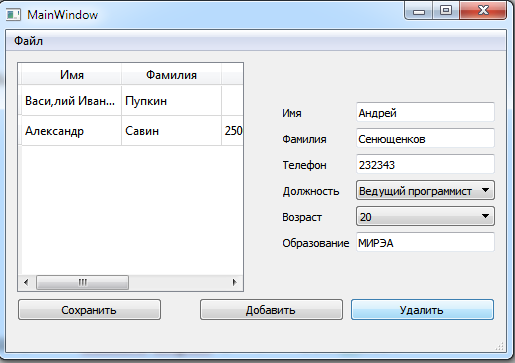 MainWindow
Файл
Имя Фамилия
Васи,лий Иван... Пупкин
Александр Савин 250
Имя Андрей
Фамилия Сенющенков
Телефон 232343
Должность Ведущий программист
Возраст 20
Образование МИРЭА
Сохранить Добавить Удалить